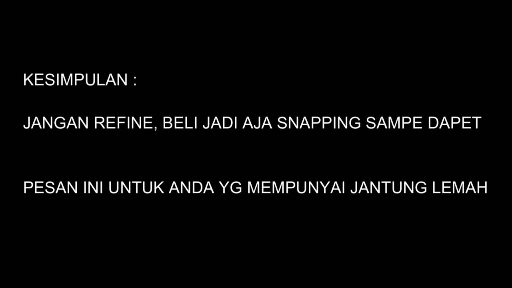 KESIMPULAN :
JANGAN REFINE, BELI JADI AJA SNAPPING SAMPE DAPET
PESAN INI UNTUK ANDA YG MEMPUNYAI JANTUNG LEMAH